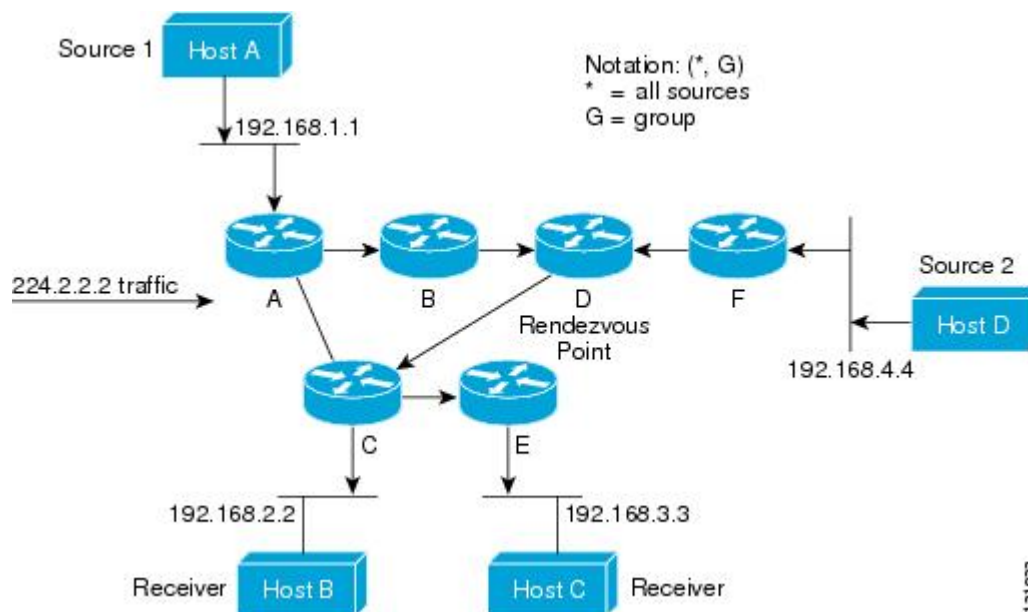 Source 1
Host A
Notation: (*, G)
* = all sources
G = group
192.168.1.1
224.2.2.2 traffic
A
B
D
F
Rendezvous
Point
Source 2
Host D
192.168.4.4
C
E
192.168.2.2
192.168.3.3
Receiver
Host B
Host C
Receiver